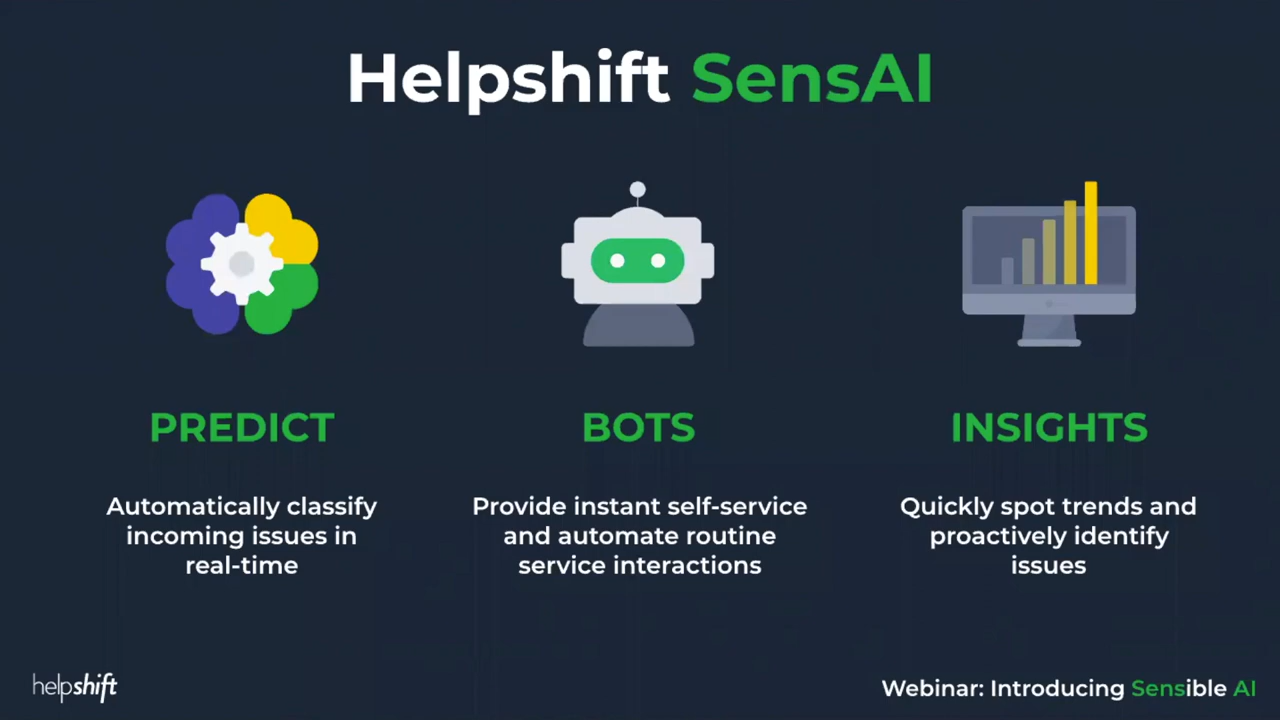 Helpshift SensAI
PREDICT
Automatically classify
incoming issues in
real-time
BOTS
Provide instant self-service
and automate routine
service interactions
INSIGHTS
Quickly spot trends and
proactively identify
issues
helpshift
Webinar: Introducing Sensible AI